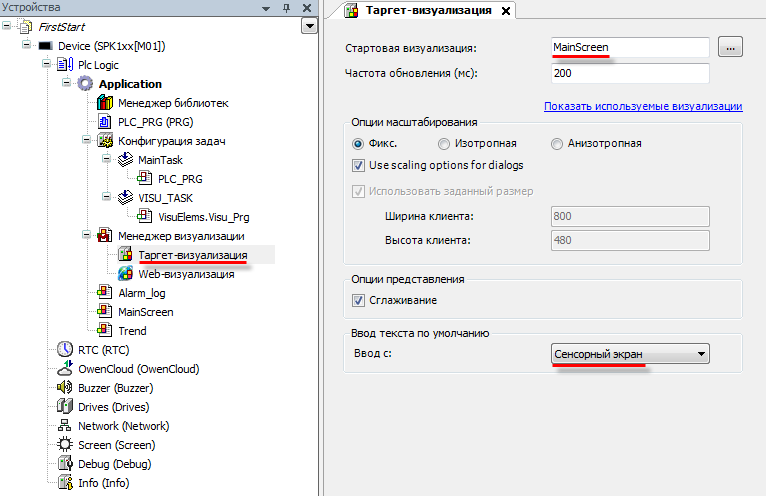 Устройства
FirstStart
Device (SPK1xx[M01])
Plc Logic
Application
Менеджер библиотек
PLC_PRG (PRG)
Конфигурация задач
MainTask
PLC_PRG
VISU_TASK
VisuElems.Visu_Prg
Менеджер визуализации
Таргет-визуализация
Web-визуализация
Alarm_log
MainScreen
Trend
RTC (RTC)
OwenCloud (OwenCloud)
Buzzer (Buzzer)
Drives (Drives)
Network (Network)
Screen (Screen)
Debug (Debug)
Info (Info)
Таргет-визуализация
Стартовая визуализация: MainScreen ...
Частота обновления (мс): 200
Показать используемые визуализации
Опции масштабирования
Фикс. Изотропная Анизотропная
Use scaling options for dialogs
Использовать заданный размер
Ширина клиента: 800
Высота клиента: 480
Опции представления
Сглаживание
Ввод текста по умолчанию
Ввод с: Сенсорный экран